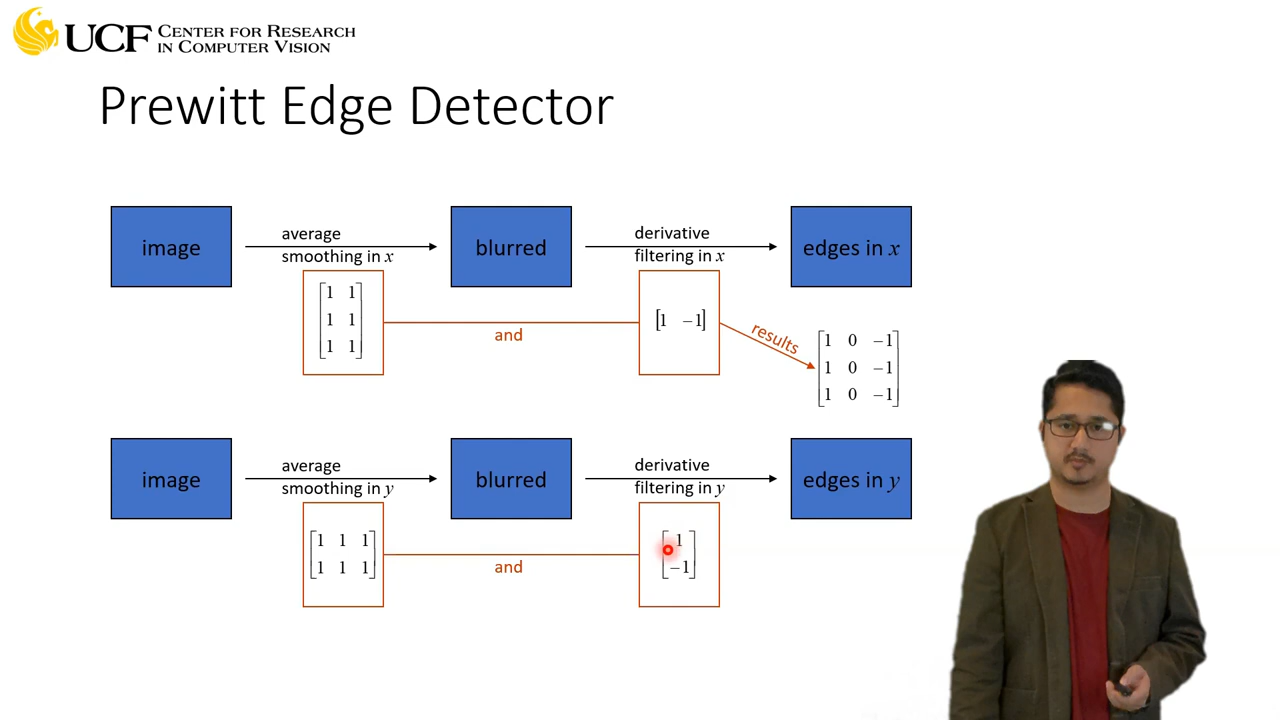 UCF CENTER FOR RESEARCH
IN COMPUTER VISION
Prewitt Edge Detector
image
average
smoothing in x
blurred
derivative
filtering in x
edges in x
1 1
1 1
1 1
and
[1 −1]
results
1 0 −1
1 0 −1
1 0 −1
image
average
smoothing in y
blurred
derivative
filtering in y
edges in y
1 1 1
1 1 1
and
1
−1